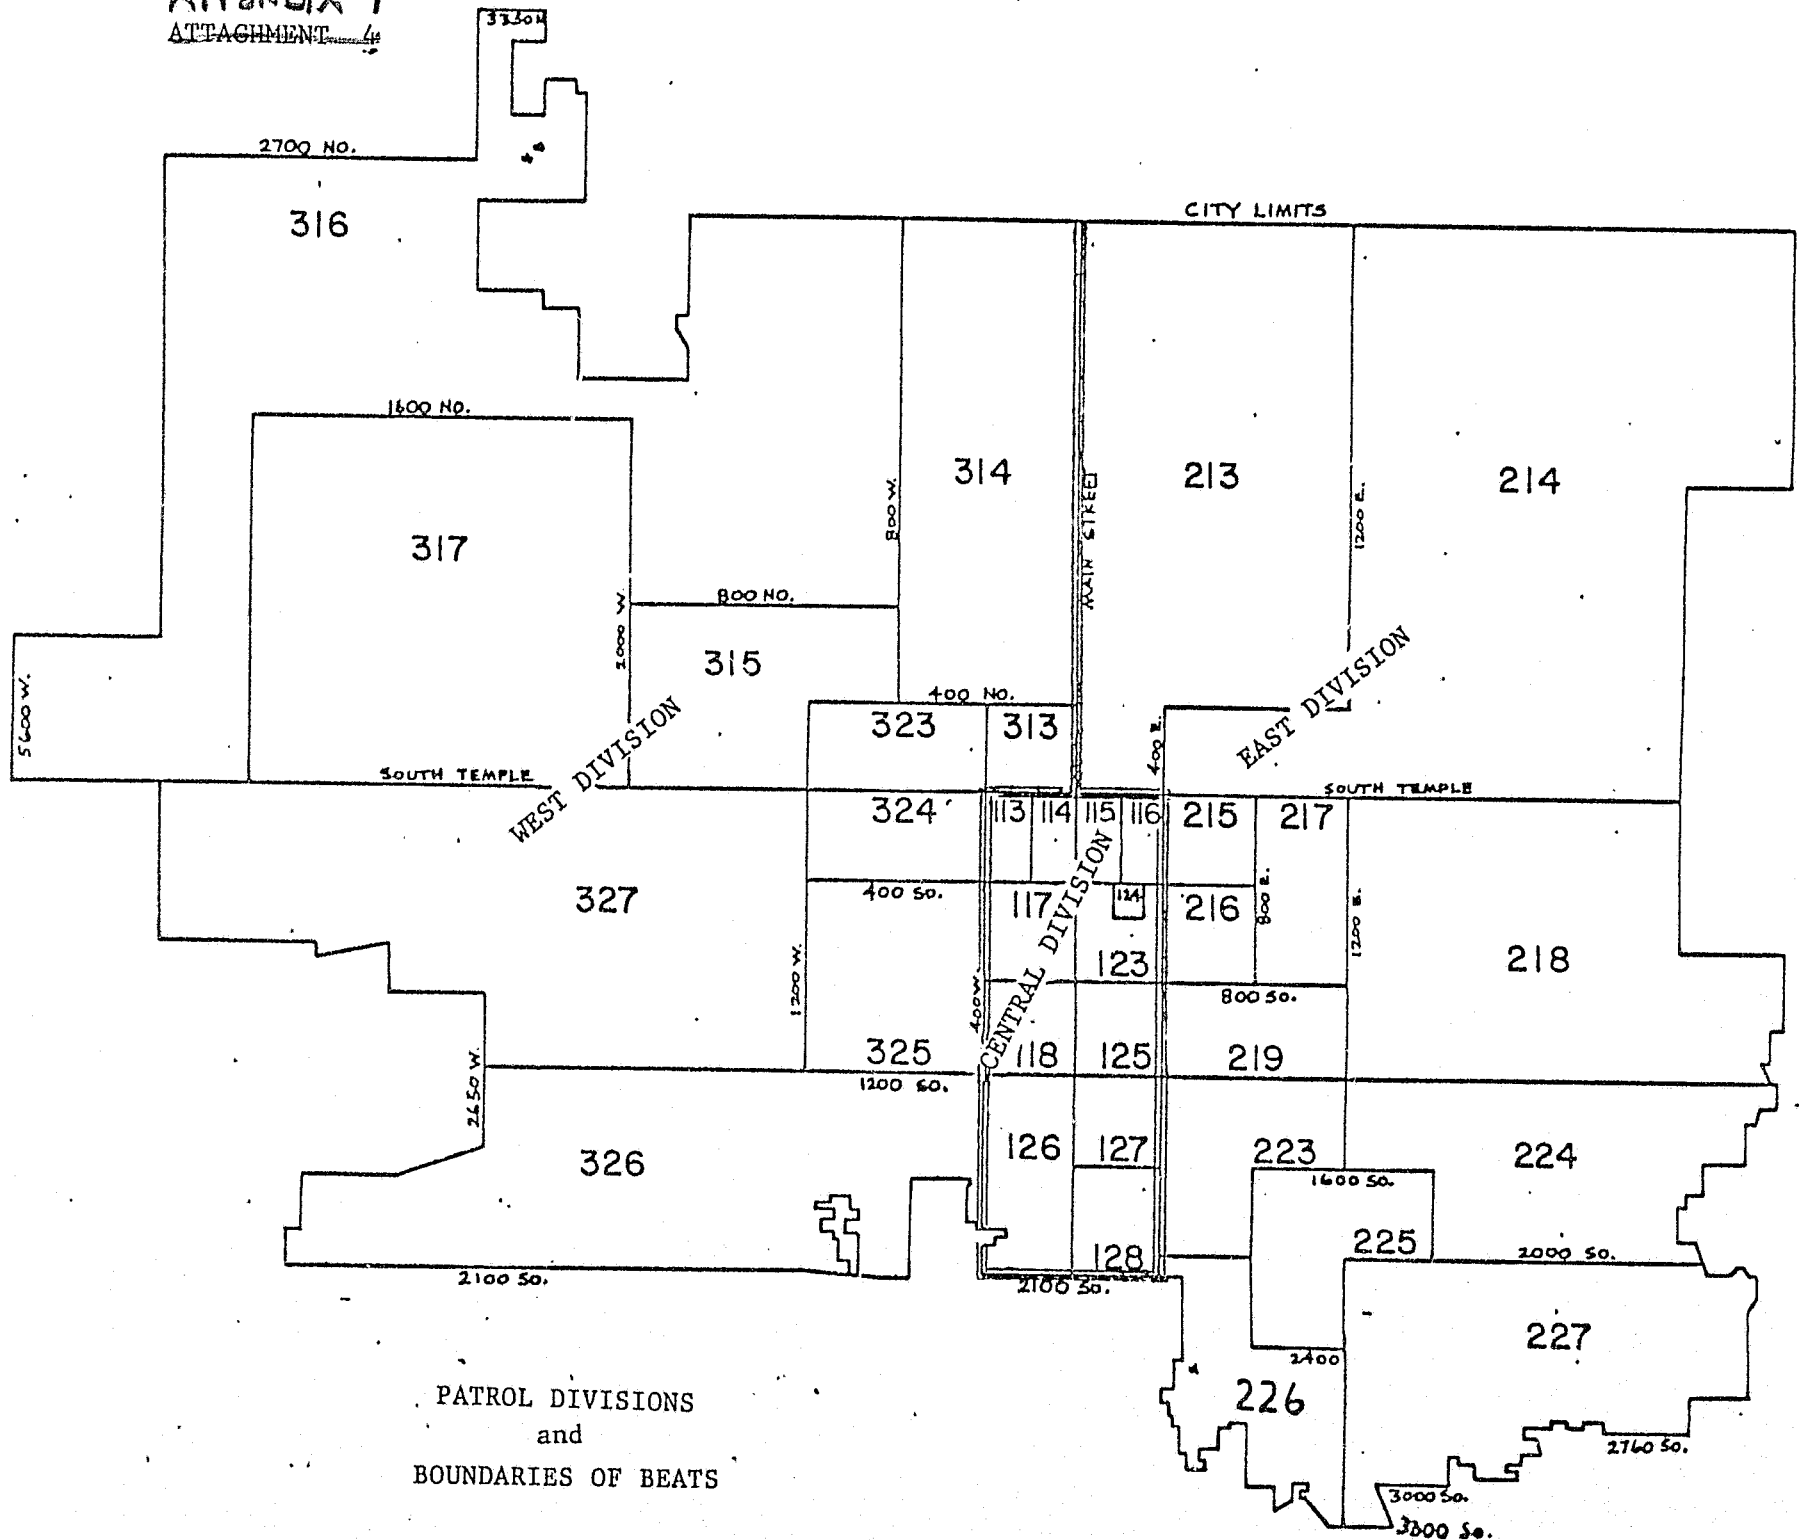 APPENDIX 1
ATTACHMENT 4
3330 N
2700 NO.
316
CITY LIMITS
1600 NO.
314
213
214
800 W.
MAIN STREET
1200 E.
317
800 NO.
2000 W
315
5600 W.
400 NO.
323
313
400 E.
EAST DIVISION
WEST DIVISION
SOUTH TEMPLE
SOUTH TEMPLE
324
113
114
115
116
215
217
327
400 SO.
117
124
216
800 E.
1200 E.
CENTRAL DIVISION
123
218
1200 W.
400 W.
800 SO.
325
118
125
219
1200 SO.
2650 W.
326
126
127
223
224
1600 SO.
128
225
2000 SO.
2100 SO.
2100 SO.
227
2400
226
PATROL DIVISIONS
and
BOUNDARIES OF BEATS
2760 SO.
3000 SO.
3300 So.